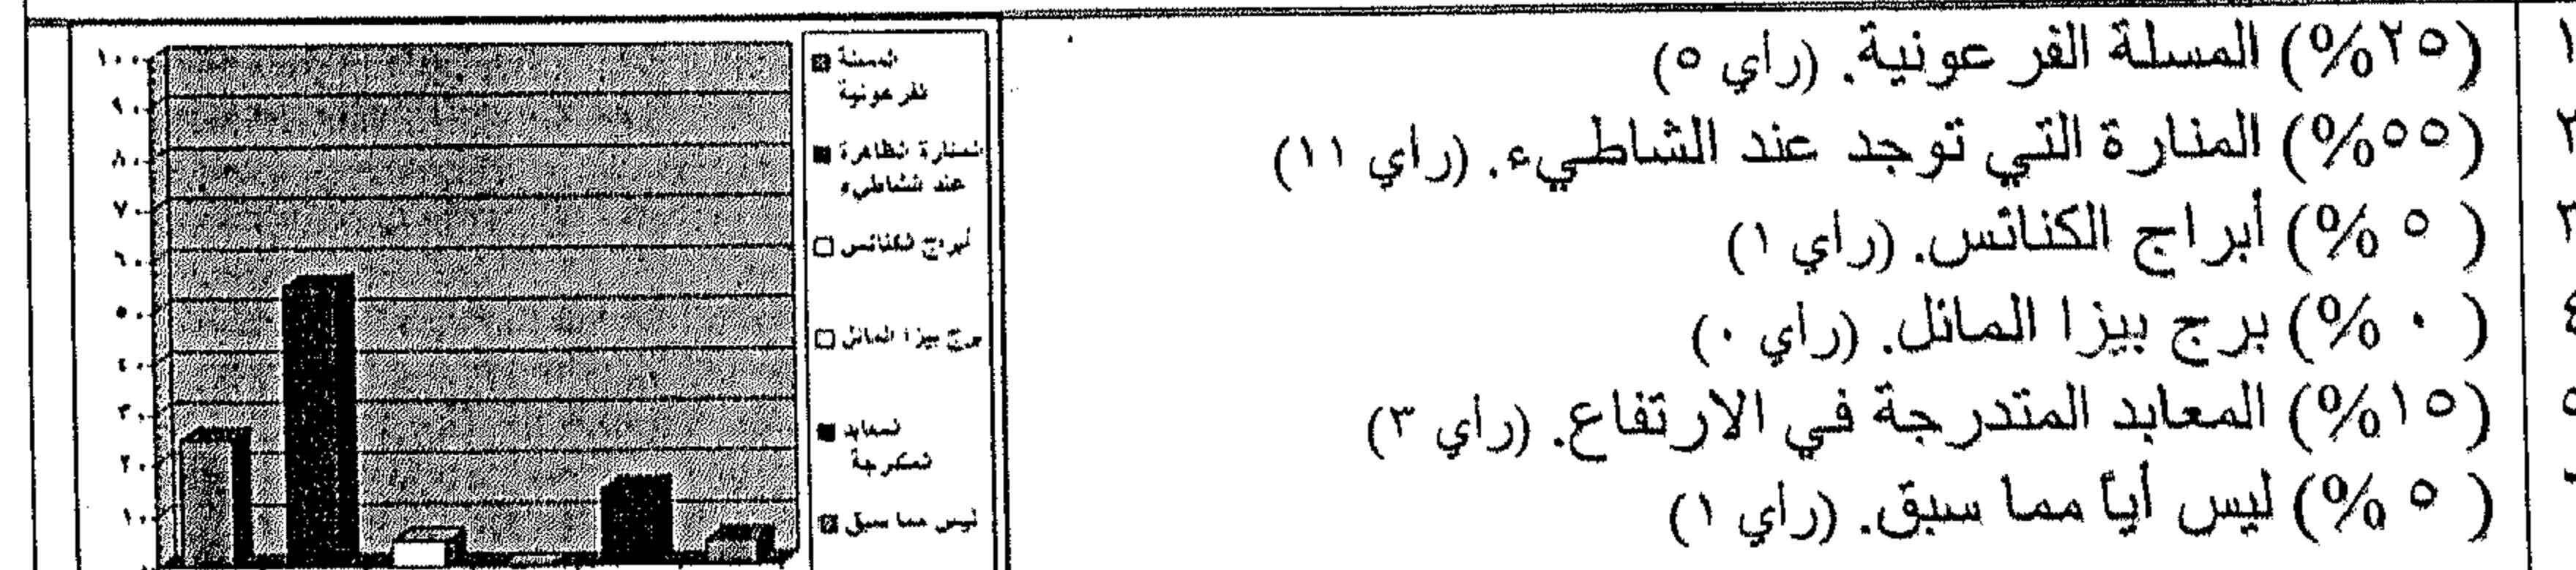 ١ (٢٥%) المسلة الفرعونية. (راي ٥)
٢ (٥٥%) المنارة التي توجد عند الشاطيء. (راي ١١)
٣ (٥ %) أبراج الكنائس. (راي ١)
٤ (٠ %) برج بيزا المائل. (راي ٠)
٥ (١٥%) المعابد المتدرجة في الارتفاع. (راي ٣)
(٥ %) ليس أياً مما سبق. (راي ١)
المسلة
الفرعونية
المنارة الظاهرة
عند الشاطيء
أبراج الكنائس
برج بيزا المائل
المعابد
المتدرجة
ليس مما سبق
١٠٠
٩٠
٨٠
٧٠
٦٠
٥٠
٤٠
٣٠
٢٠
١٠